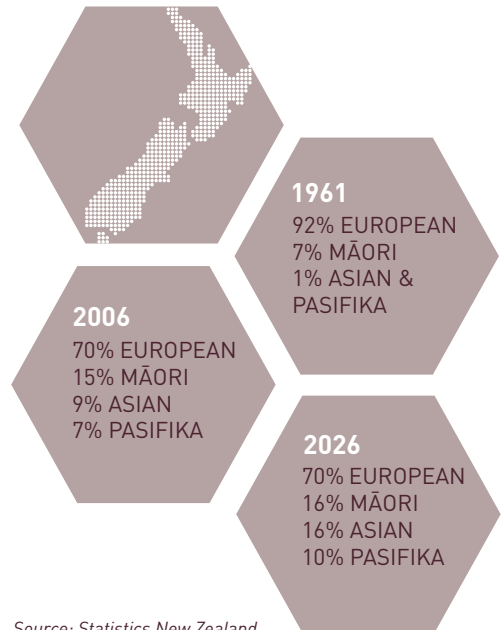 1961
92% EUROPEAN
7% MĀORI
1% ASIAN &
PASIFIKA
2006
70% EUROPEAN
15% MĀORI
9% ASIAN
7% PASIFIKA
2026
70% EUROPEAN
16% MĀORI
16% ASIAN
10% PASIFIKA
Source: Statistics New Zealand